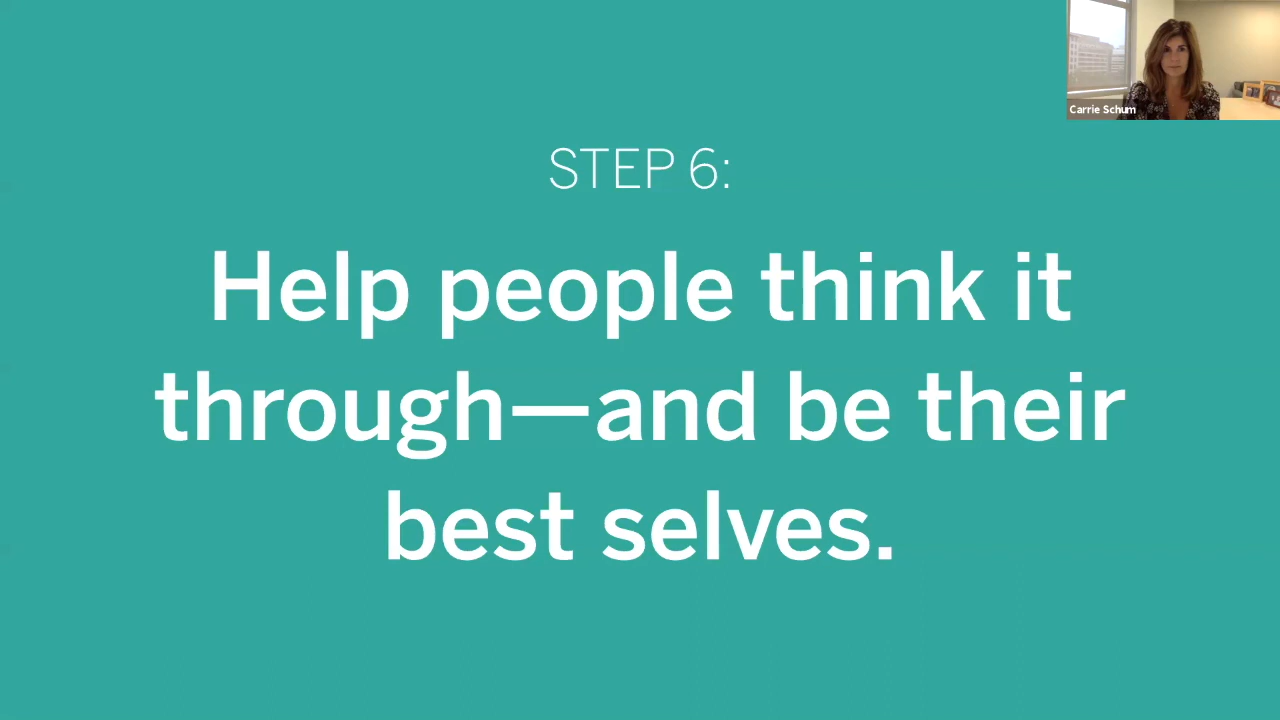 Carrie Schum
STEP 6:
Help people think it
through—and be their
best selves.